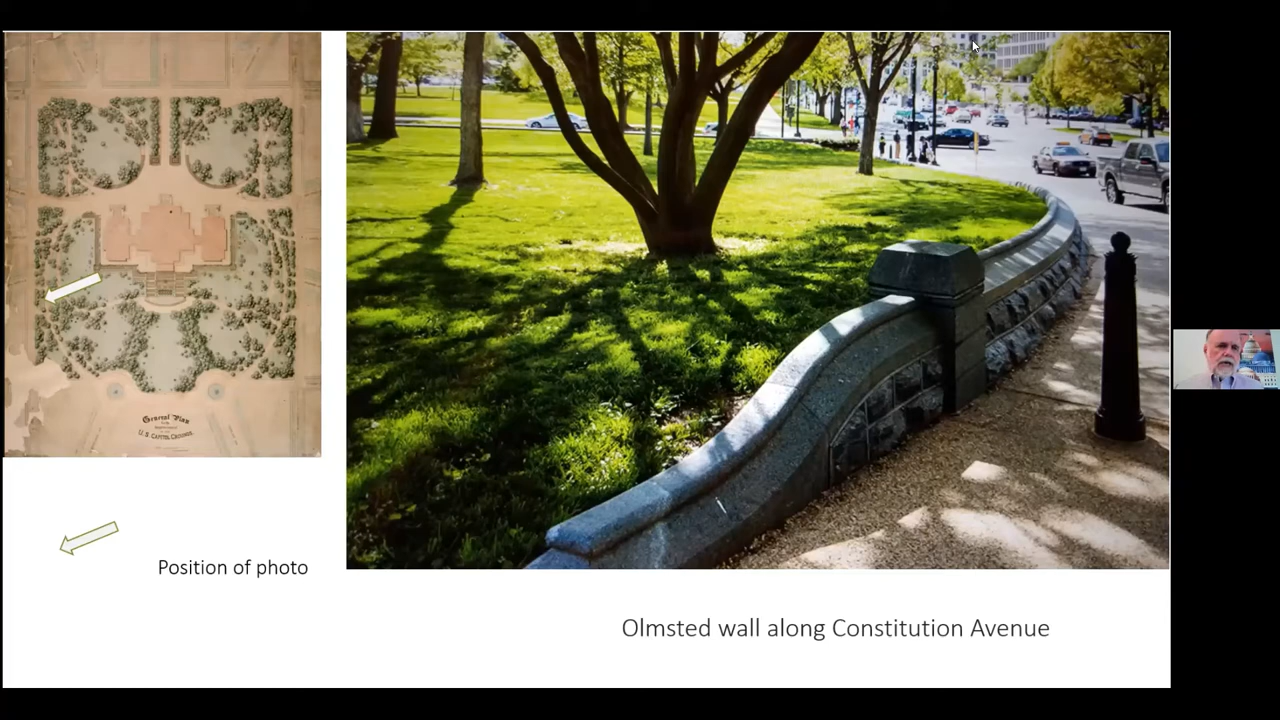 General Plan
U.S. CAPITOL GROUNDS.
Position of photo
Olmsted wall along Constitution Avenue